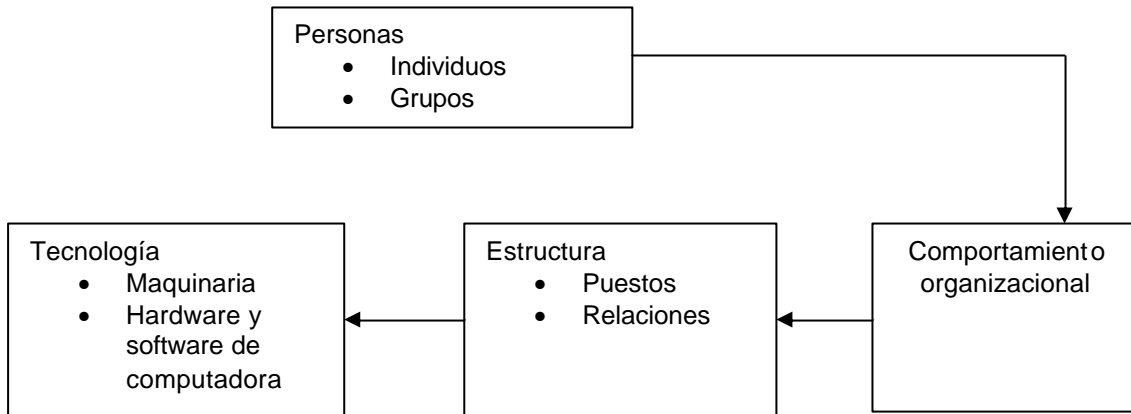 Personas
• Individuos
• Grupos
Tecnología
• Maquinaria
• Hardware y
software de
computadora
Estructura
• Puestos
• Relaciones
Comportamiento
organizacional